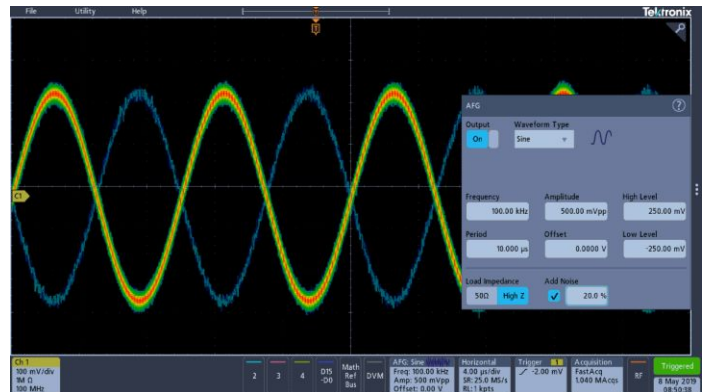 File Utility Help
Tektronix
T
AFG
?
Output Waveform Type
On Sine
Frequency Amplitude High Level
100.00 kHz 500.00 mVpp 250.00 mV
Period Offset Low Level
10.000 µs 0.0000 V -250.00 mV
Load Impedance Add Noise
50Ω High Z 20.0 %
C1
Ch 1
100 mV/div
1M Ω
100 MHz
2 3 4
D15
-D0
Math
Ref
Bus
DVM
AFG: Sine
Freq: 100.00 kHz
Amp: 500 mVpp
Offset: 0.00 V
Horizontal
4.00 µs/div
SR: 25.0 MS/s
RL: 1 kpts
Trigger 1
-2.00 mV
Acquisition
FastAcq
1.040 MAcqs
RF
Triggered
8 May 2019
08:50:38